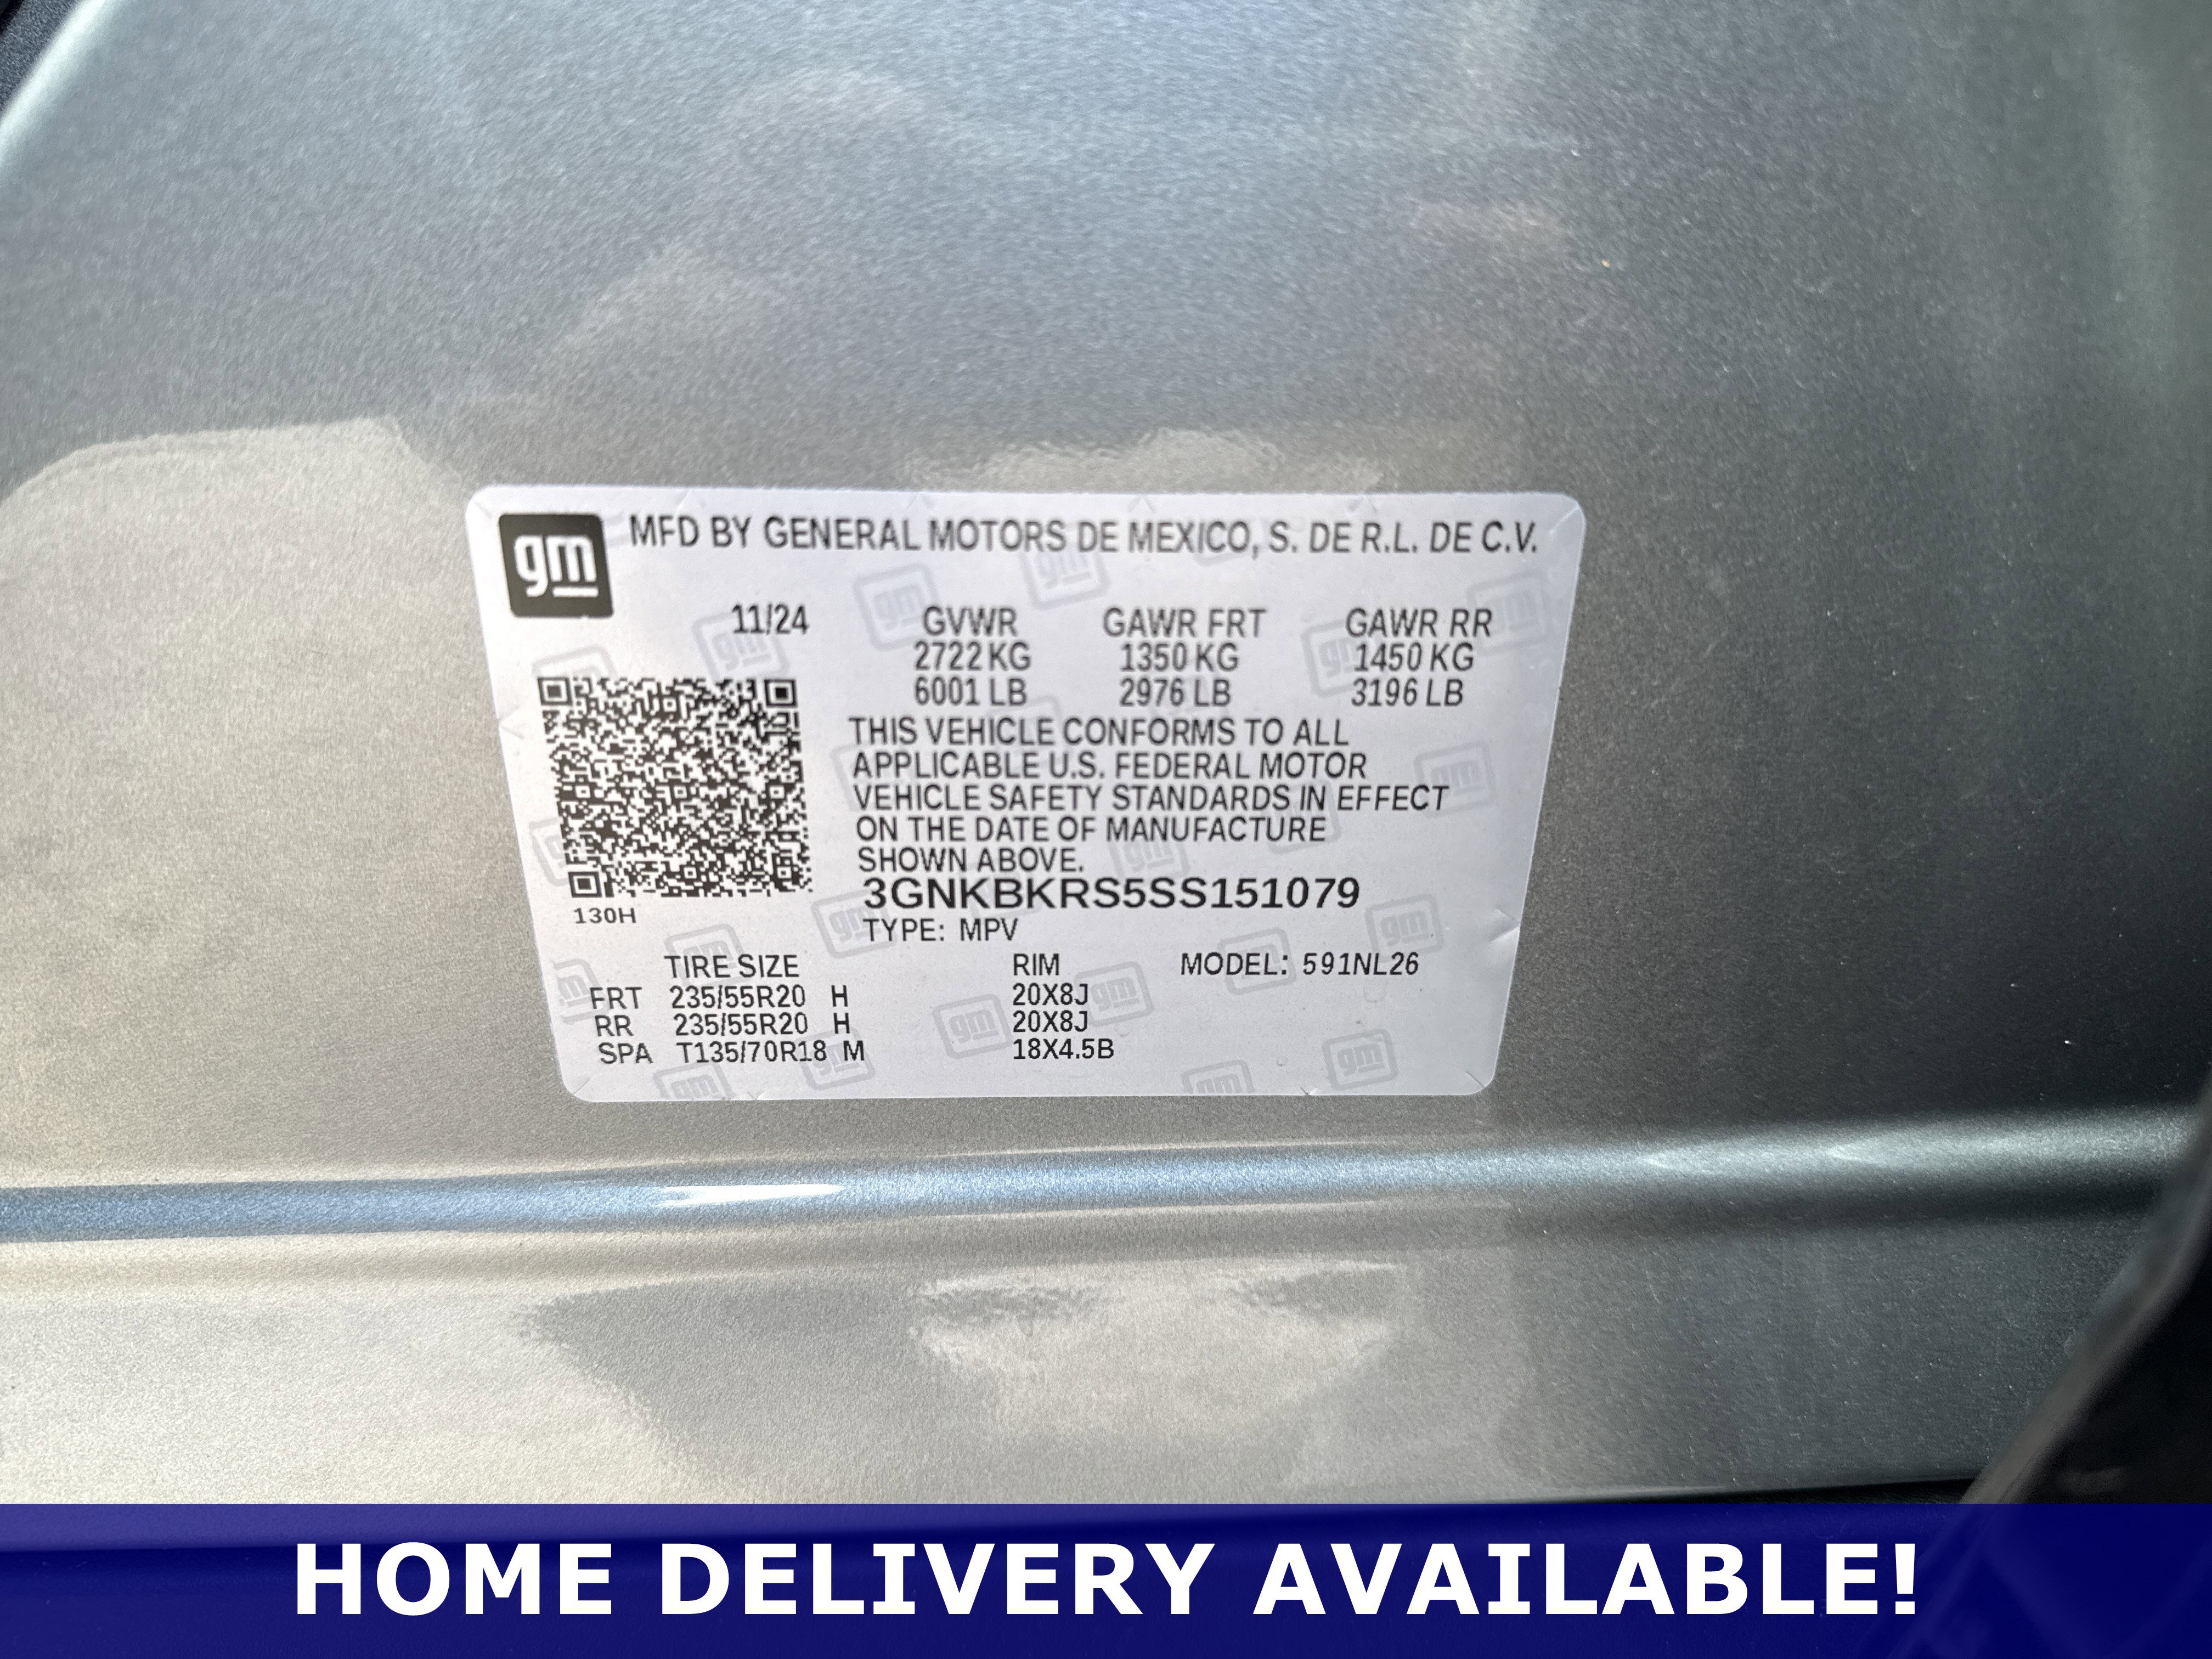 gm
MFD BY GENERAL MOTORS DE MEXICO, S. DE R.L. DE C.V.
11/24 GVWR GAWR FRT GAWR RR
2722 KG 1350 KG 1450 KG
6001 LB 2976 LB 3196 LB
THIS VEHICLE CONFORMS TO ALL
APPLICABLE U.S. FEDERAL MOTOR
VEHICLE SAFETY STANDARDS IN EFFECT
ON THE DATE OF MANUFACTURE
SHOWN ABOVE.
3GNKBKRS5SS151079
130H
TYPE: MPV
TIRE SIZE RIM MODEL: 591NL26
FRT 235/55R20 H 20X8J
RR 235/55R20 H 20X8J
SPA T135/70R18 M 18X4.5B
HOME DELIVERY AVAILABLE!